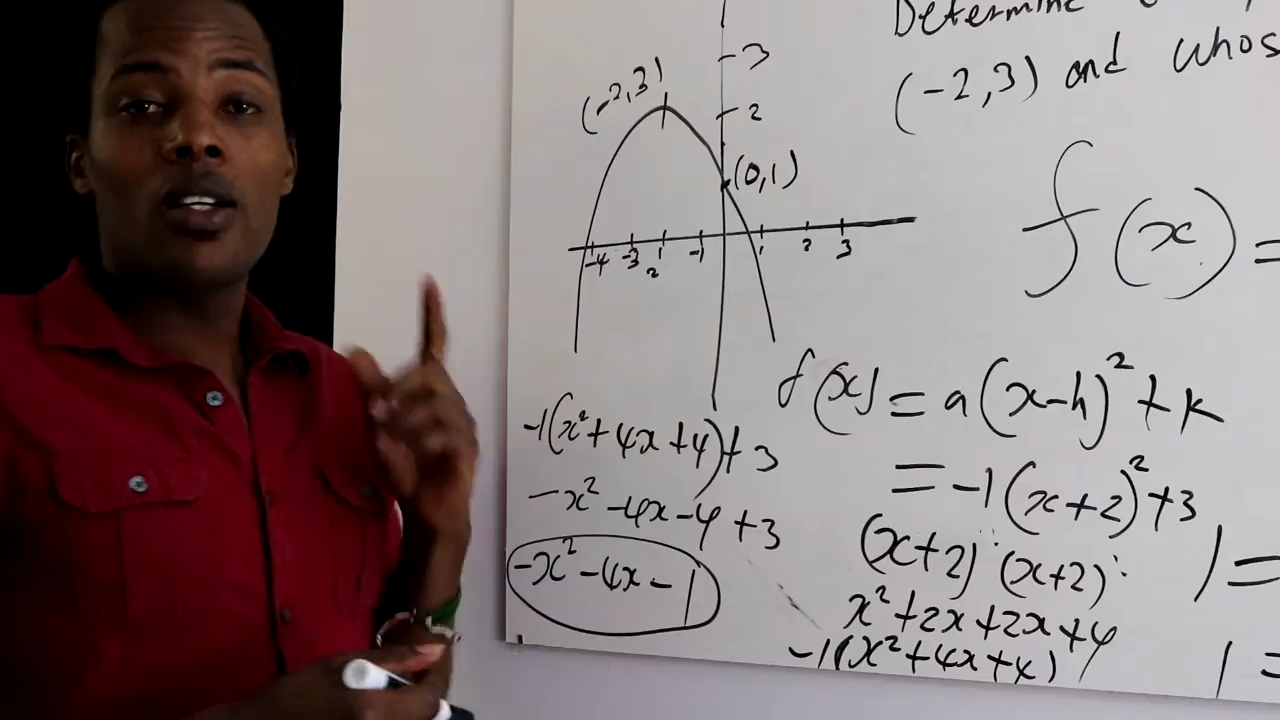 Determine
(-2,3) and whos
f(x) =
3
(-2,3)
2
(0,1)
-4 -3 2 -1 1 2 3
f(x) = a(x-h)² + k
= -1(x+2)² +3
(x+2) (x+2)
x² +2x +2x +4
-1(x² +4x +4)
-1(x² + 4x + 4) + 3
-x² -4x -4 +3
-x² -4x - 1
1 =
1 =